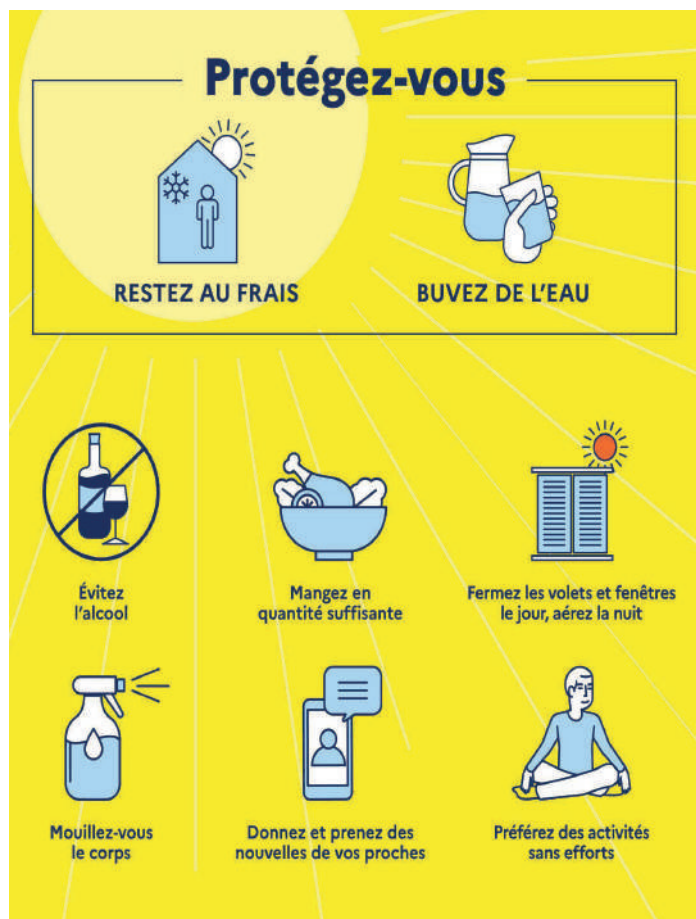 Protégez-vous
RESTEZ AU FRAIS
BUVEZ DE L'EAU
Évitez
l'alcool
Mangez en
quantité suffisante
Fermez les volets et fenêtres
le jour, aérez la nuit
Mouillez-vous
le corps
Donnez et prenez des
nouvelles de vos proches
Préférez des activités
sans efforts